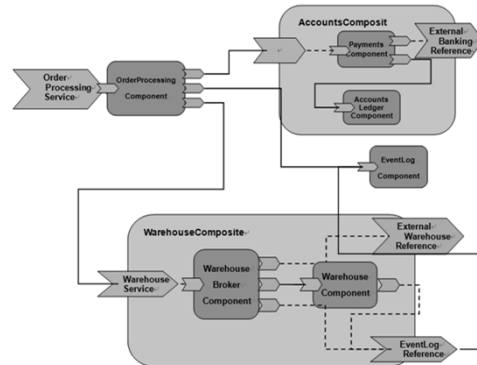 AccountsComposit
External
Banking
Reference
Payments
Component
Order
Processing
Service
OrderProcessing
Component
Accounts
Ledger
Component
EventLog
Component
WarehouseComposite
External
Warehouse
Reference
Warehouse
Service
Warehouse
Broker
Component
Warehouse
Component
EventLog
Reference